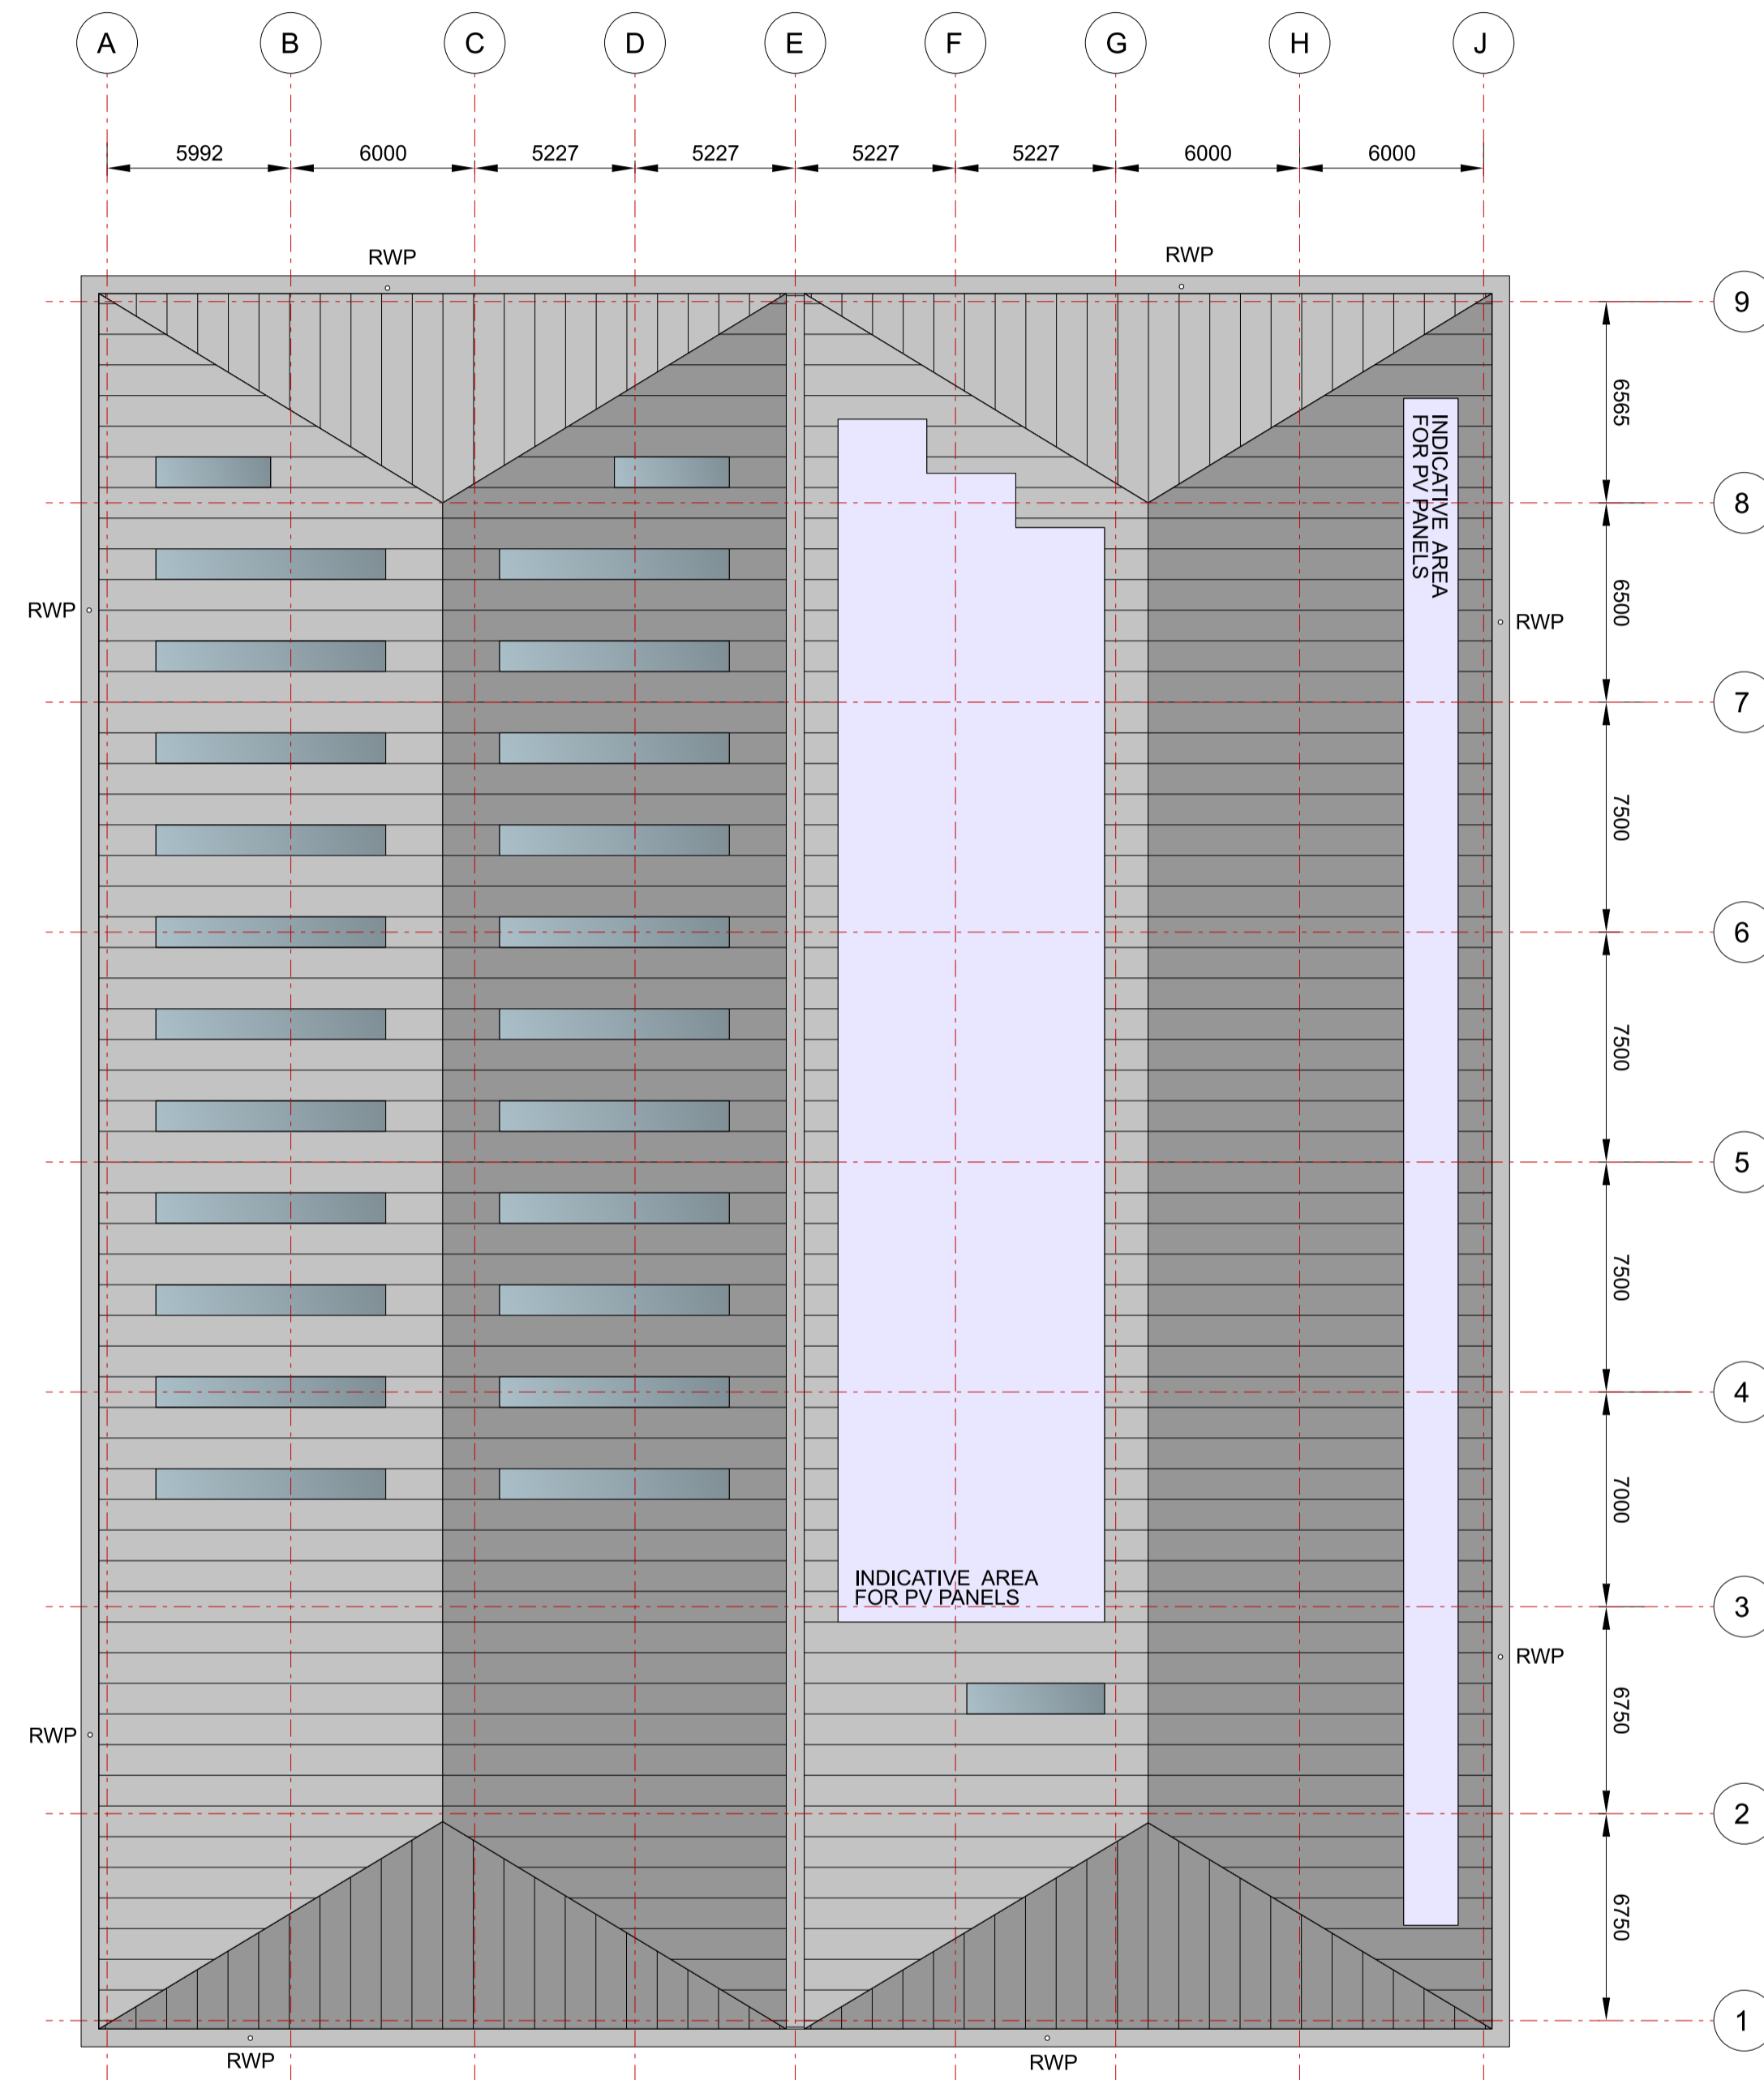 A B C D E F G H J
5992 6000 5227 5227 5227 5227 6000 6000
RWP RWP
9
6565
INDICATIVE AREA
FOR PV PANELS
8
6500
RWP
RWP
7
7500
6
7500
5
7500
4
7000
INDICATIVE AREA
FOR PV PANELS
3
RWP
6750
RWP
2
6750
1
RWP RWP